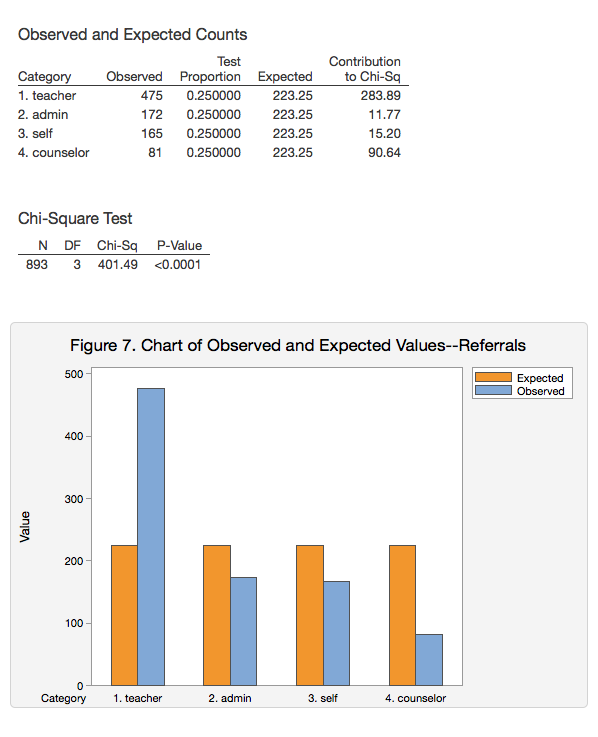 Observed and Expected Counts
Test Contribution
Category Observed Proportion Expected to Chi-Sq
1. teacher 475 0.250000 223.25 283.89
2. admin 172 0.250000 223.25 11.77
3. self 165 0.250000 223.25 15.20
4. counselor 81 0.250000 223.25 90.64
Chi-Square Test
N DF Chi-Sq P-Value
893 3 401.49 <0.0001
Figure 7. Chart of Observed and Expected Values--Referrals
Expected
Observed
500
400
300
200
100
0
Value
Category 1. teacher 2. admin 3. self 4. counselor